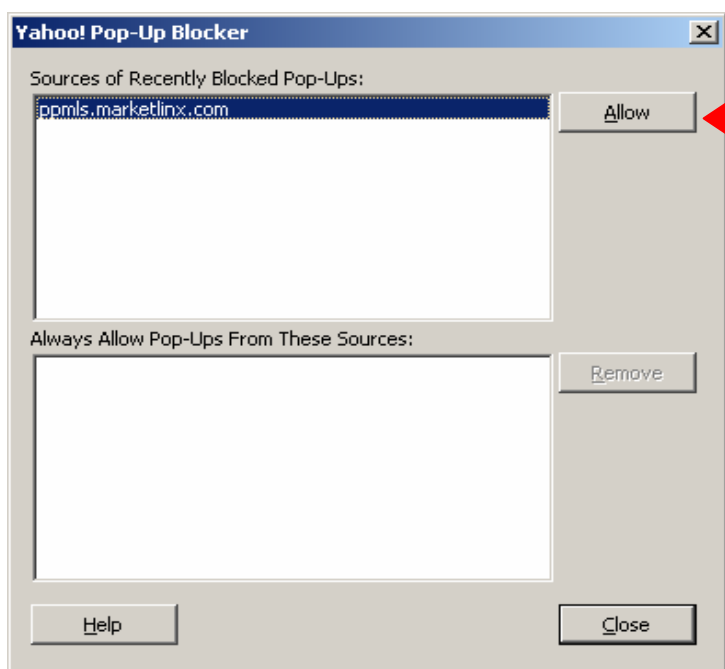 Yahoo! Pop-Up Blocker
Sources of Recently Blocked Pop-Ups:
ppmls.marketlinx.com
Allow
Always Allow Pop-Ups From These Sources:
Remove
Help
Close